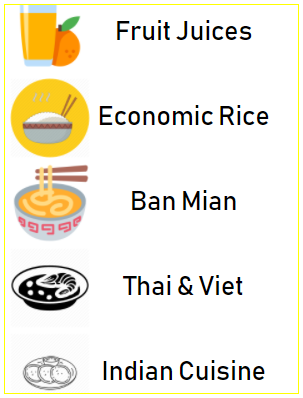 Fruit Juices
Economic Rice
Ban Mian
Thai & Viet
Indian Cuisine